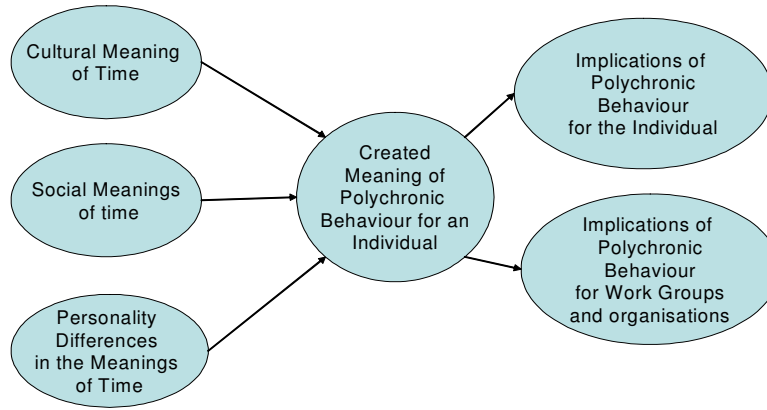 Cultural Meaning
of Time
Social Meanings
of time
Personality
Differences
in the Meanings
of Time
Created
Meaning of
Polychronic
Behaviour for an
Individual
Implications of
Polychronic
Behaviour
for the Individual
Implications of
Polychronic
Behaviour
for Work Groups
and organisations